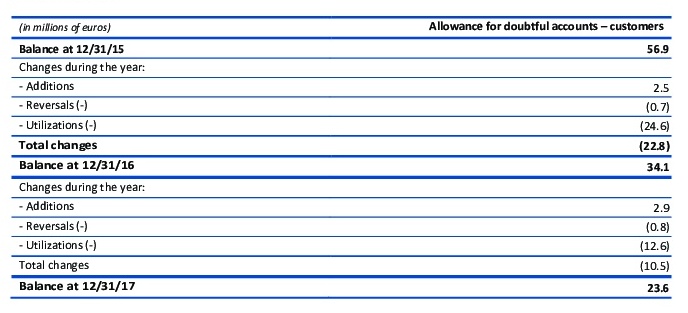 (in millions of euros) Allowance for doubtful accounts – customers
Balance at 12/31/15 56.9
Changes during the year:
- Additions 2.5
- Reversals (-) (0.7)
- Utilizations (-) (24.6)
Total changes (22.8)
Balance at 12/31/16 34.1
Changes during the year:
- Additions 2.9
- Reversals (-) (0.8)
- Utilizations (-) (12.6)
Total changes (10.5)
Balance at 12/31/17 23.6